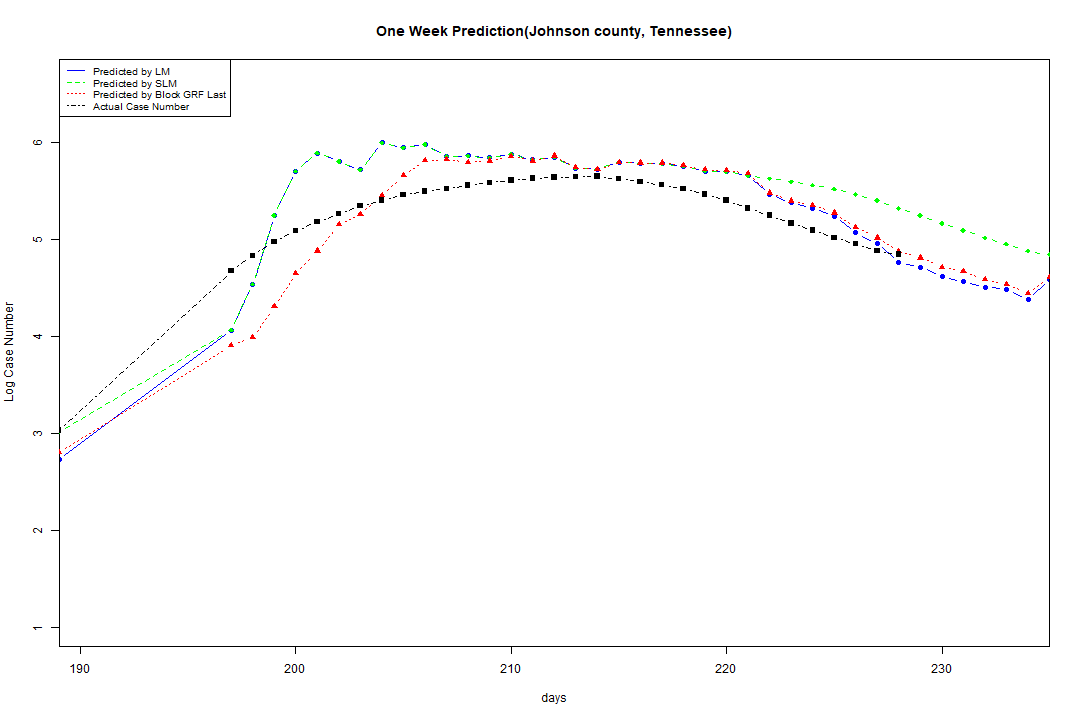 One Week Prediction(Johnson county, Tennessee)
Predicted by LM
Predicted by SLM
Predicted by Block GRF Last
Actual Case Number
6
5
4
3
2
1
Log Case Number
190 200 210 220 230
days